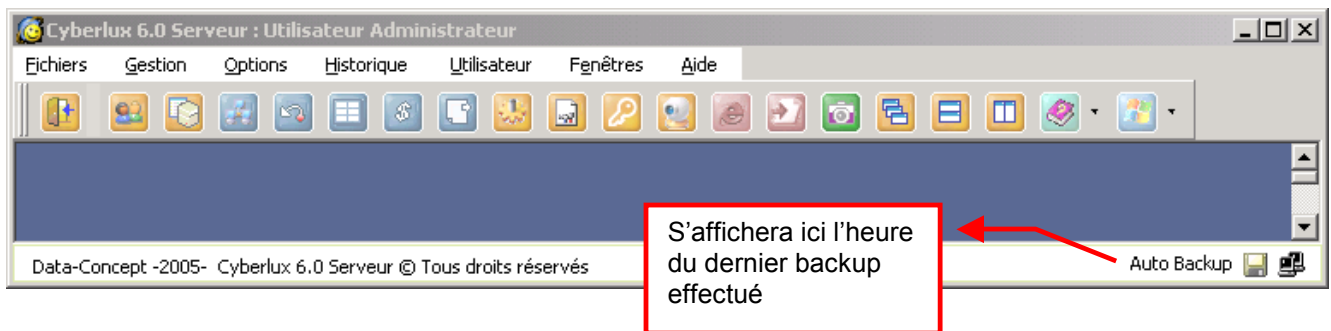 Cyberlux 6.0 Serveur : Utilisateur Administrateur
Fichiers Gestion Options Historique Utilisateur Fenêtres Aide
S’affichera ici l’heure
du dernier backup
effectué
Data-Concept -2005- Cyberlux 6.0 Serveur © Tous droits réservés
Auto Backup